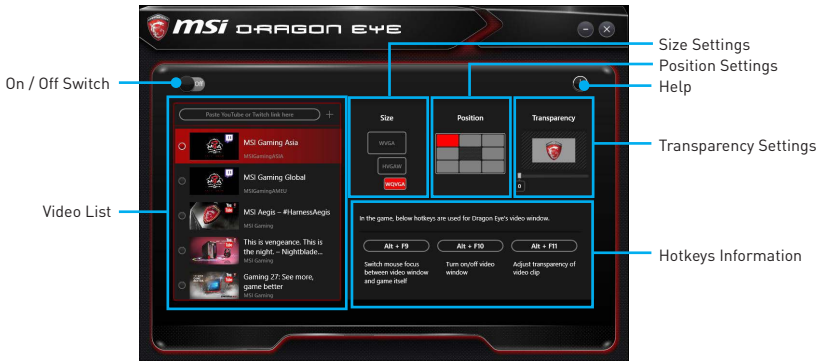 msi DRAGON EYE
Size Settings
Position Settings
Help
On / Off Switch
Off
Paste YouTube or Twitch link here +
MSI Gaming Asia
MSIGamingASIA
MSI Gaming Global
MSIGamingAMEU
MSI Aegis – #HarnessAegis
MSI Gaming
This is vengeance. This is
the night. – Nightblade...
MSI Gaming
Gaming 27: See more,
game better
MSI Gaming
Video List
Size
WVGA
HVGAW
WQVGA
Position
Transparency
0
Transparency Settings
In the game, below hotkeys are used for Dragon Eye's video window.
Alt + F9
Switch mouse focus
between video window
and game itself
Alt + F10
Turn on/off video
window
Alt + F11
Adjust transparency of
video clip
Hotkeys Information